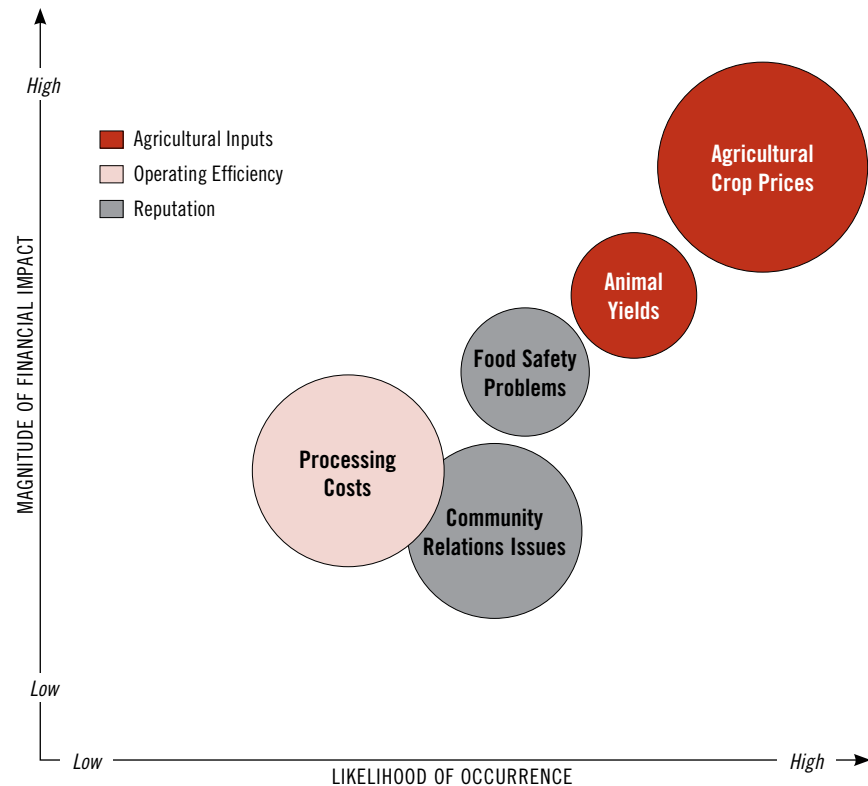 High
Agricultural Inputs
Operating Efficiency
Reputation
Agricultural
Crop Prices
Animal
Yields
Food Safety
Problems
Processing
Costs
Community
Relations Issues
MAGNITUDE OF FINANCIAL IMPACT
Low
Low
High
LIKELIHOOD OF OCCURRENCE